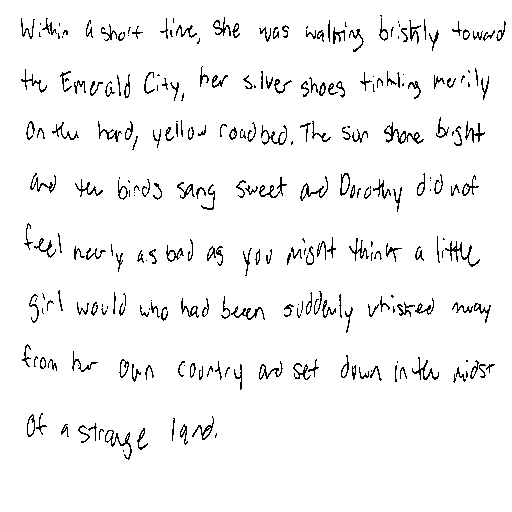 Within a short time, she was walking briskly toward
the Emerald City, her silver shoes tinkling merrily
on the hard, yellow roadbed. The sun shone bright
and the birds sang sweet and Dorothy did not
feel nearly as bad as you might think a little
girl would who had been suddenly whisked away
from her own country and set down in the midst
of a strange land.